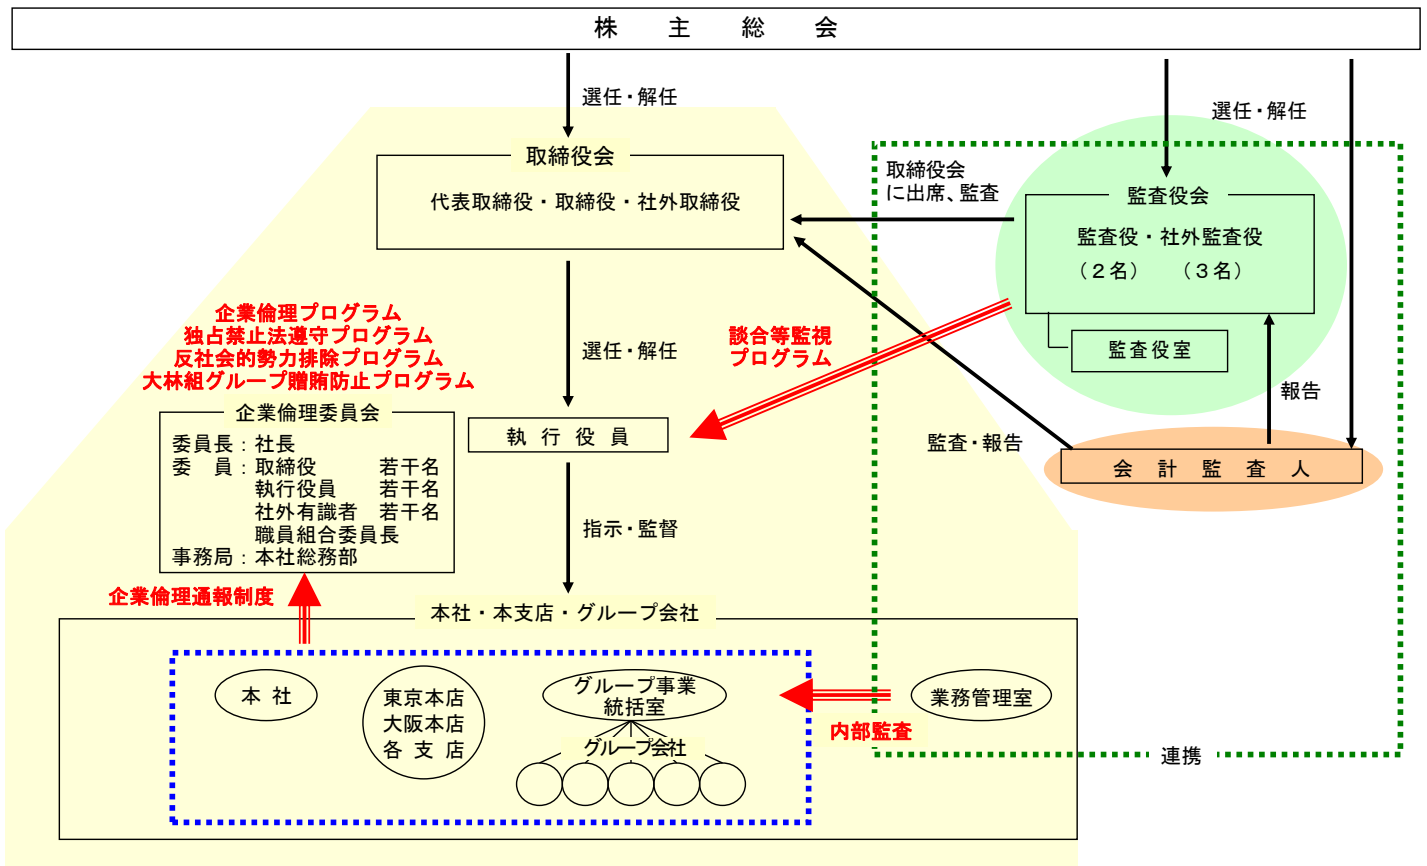 株 主 総 会
選任・解任
選任・解任
取締役会
代表取締役・取締役・社外取締役
取締役会
に出席、監査
監査役会
監査役・社外監査役
（２名） （３名）
監査役室
企業倫理プログラム
独占禁止法遵守プログラム
反社会的勢力排除プログラム
大林組グループ贈賄防止プログラム
選任・解任
談合等監視
プログラム
報告
企業倫理委員会
委員長：社長
委 員：取締役 若干名
執行役員 若干名
社外有識者 若干名
職員組合委員長
事務局：本社総務部
執 行 役 員
監査・報告
会 計 監 査 人
指示・監督
企業倫理通報制度
本社・本支店・グループ会社
本 社
東京本店
大阪本店
各 支 店
グループ事業
統括室
グループ会社
業務管理室
内部監査
連携